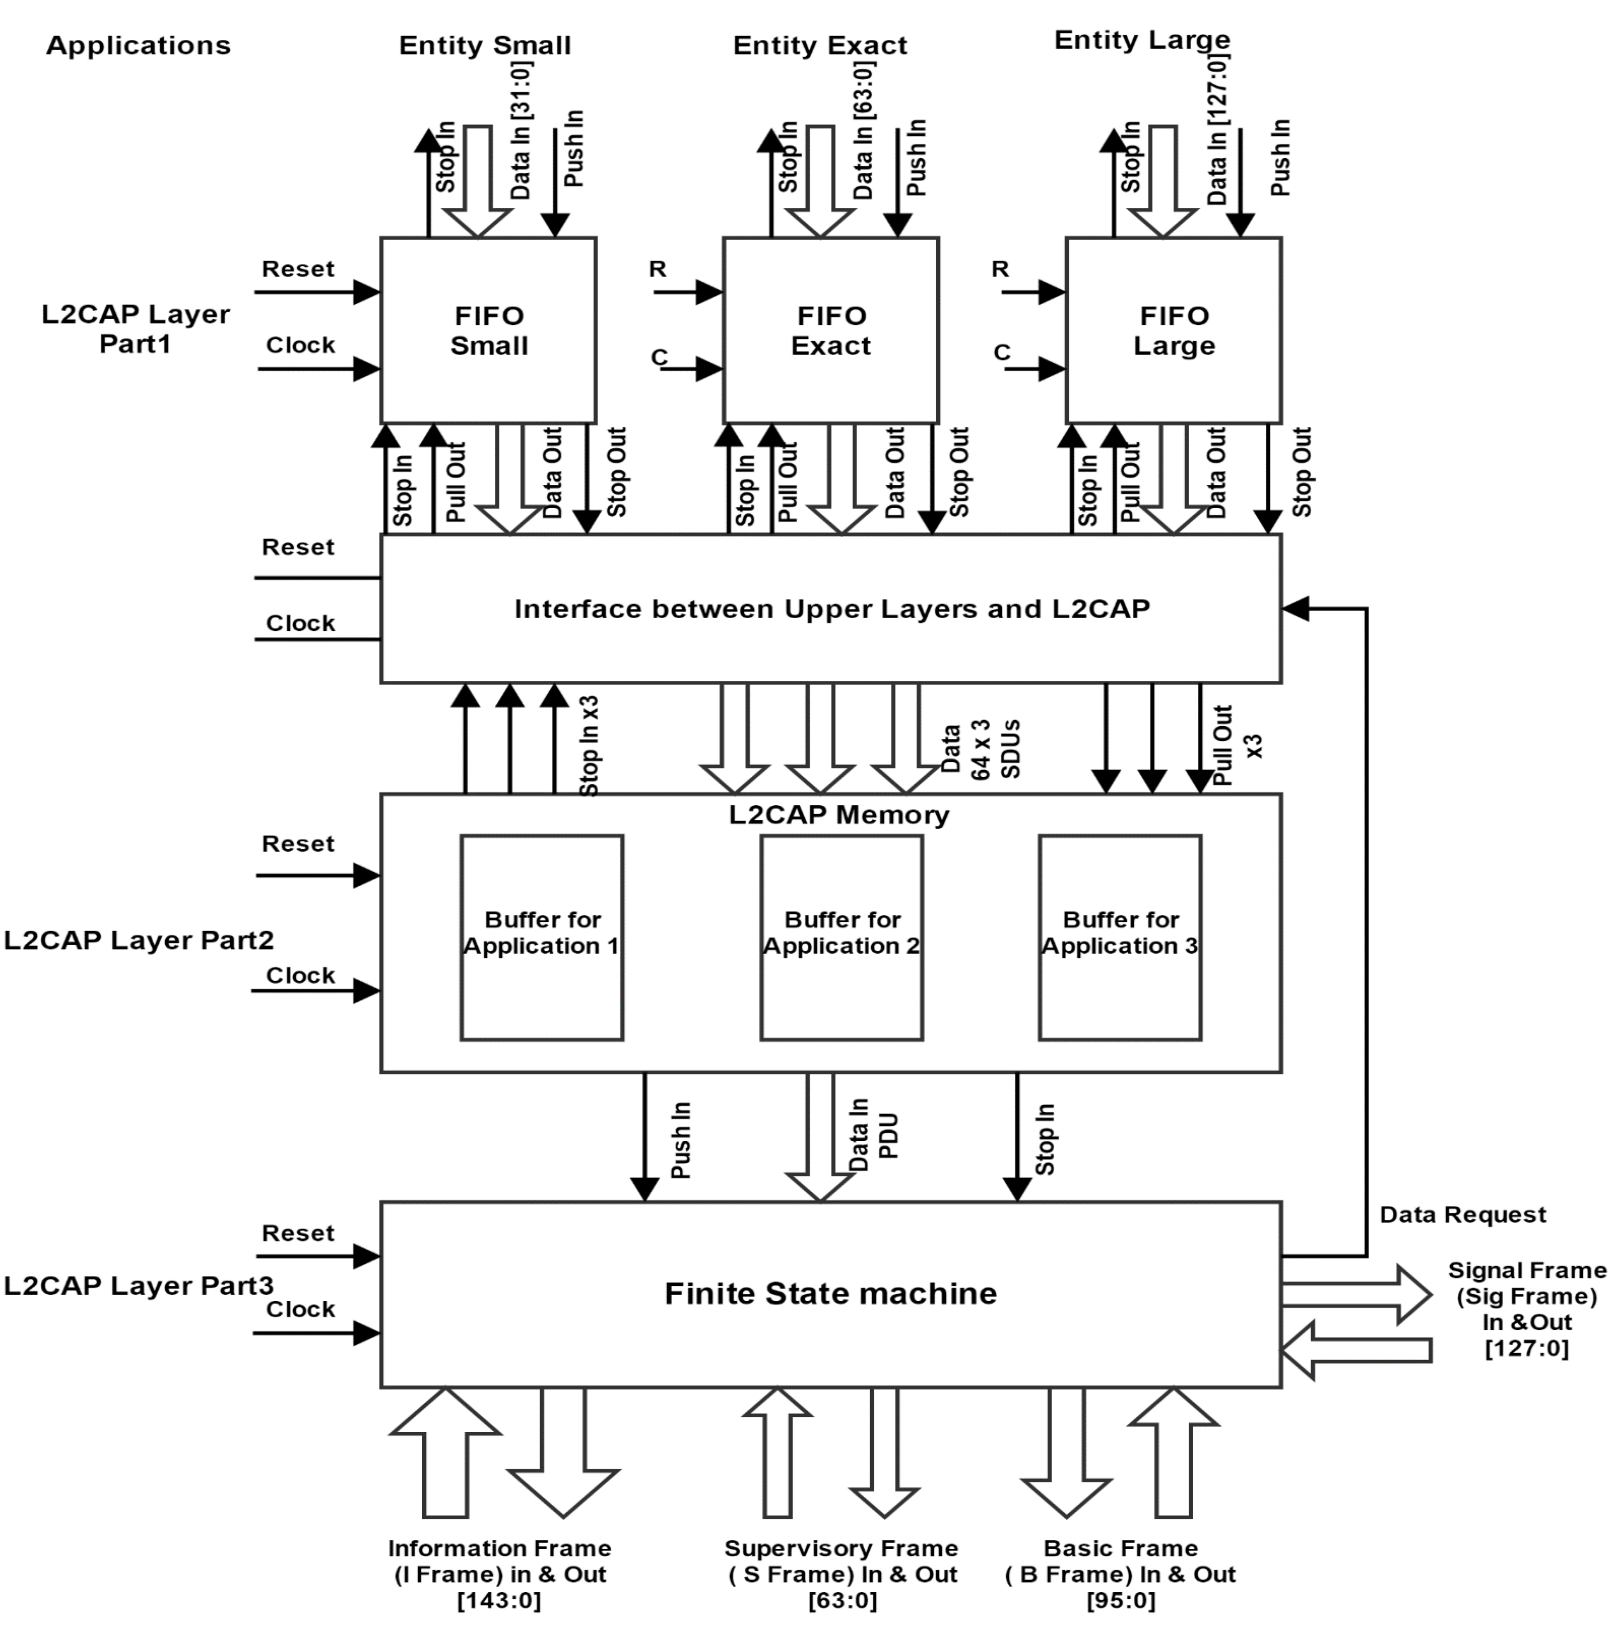 Applications
Entity Small
Entity Exact
Entity Large
Stop In
Data In [31:0]
Push In
Stop In
Data In [63:0]
Push In
Stop In
Data In [127:0]
Push In
L2CAP Layer
Part1
Reset
Clock
FIFO
Small
R
C
FIFO
Exact
R
C
FIFO
Large
Stop In
Pull Out
Data Out
Stop Out
Stop In
Pull Out
Data Out
Stop Out
Stop In
Pull Out
Data Out
Stop Out
Reset
Clock
Interface between Upper Layers and L2CAP
Stop In x3
Data
64 x 3
SDUs
Pull Out
x3
L2CAP Memory
Reset
L2CAP Layer Part2
Clock
Buffer for
Application 1
Buffer for
Application 2
Buffer for
Application 3
Push In
Data In
PDU
Stop In
Reset
L2CAP Layer Part3
Clock
Finite State machine
Data Request
Signal Frame
(Sig Frame)
In &Out
[127:0]
Information Frame
(I Frame) in & Out
[143:0]
Supervisory Frame
( S Frame) In & Out
[63:0]
Basic Frame
( B Frame) In & Out
[95:0]